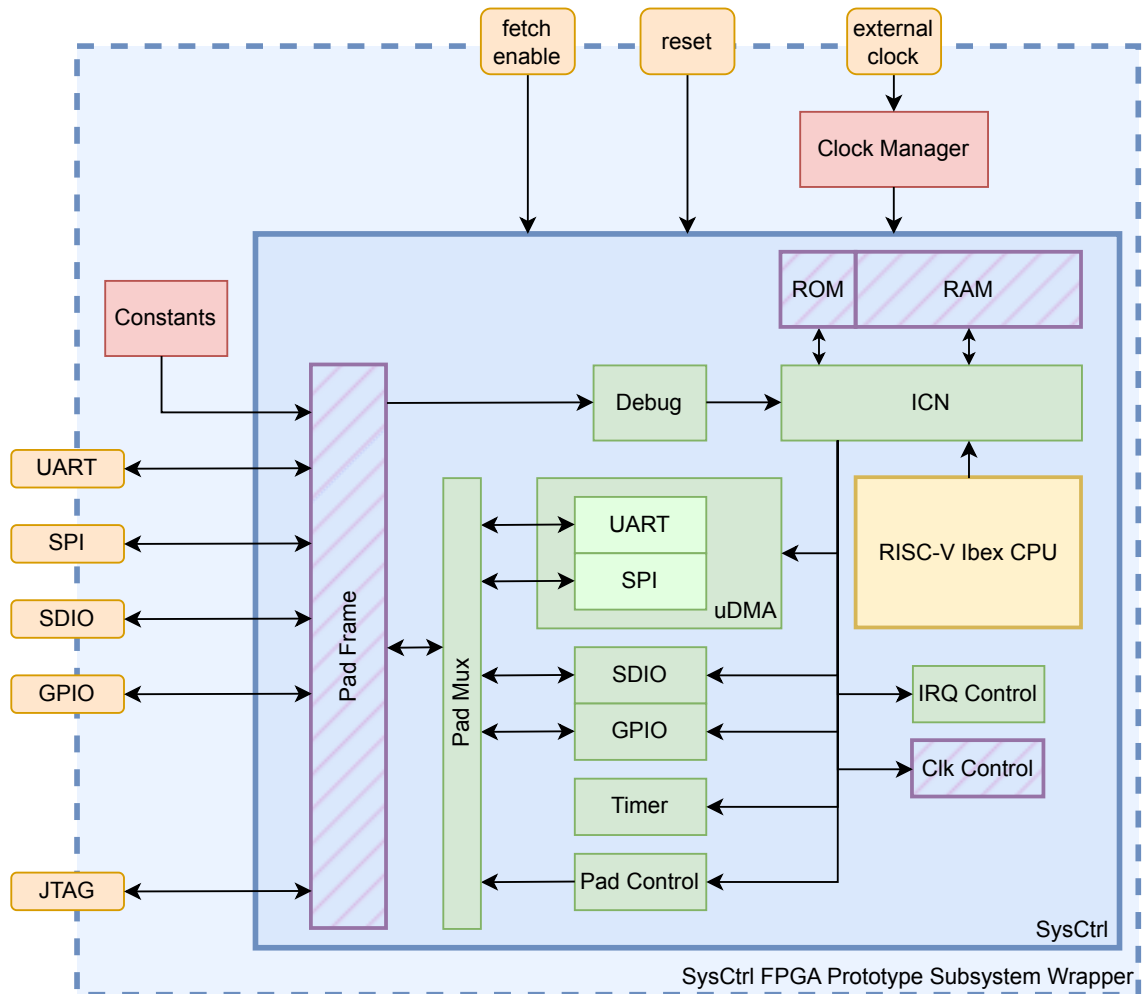 fetch
enable
reset
external
clock
Clock Manager
Constants
ROM
RAM
Debug
ICN
UART
SPI
SDIO
GPIO
JTAG
Pad Frame
Pad Mux
UART
SPI
uDMA
RISC-V Ibex CPU
SDIO
GPIO
IRQ Control
Clk Control
Timer
Pad Control
SysCtrl
SysCtrl FPGA Prototype Subsystem Wrapper